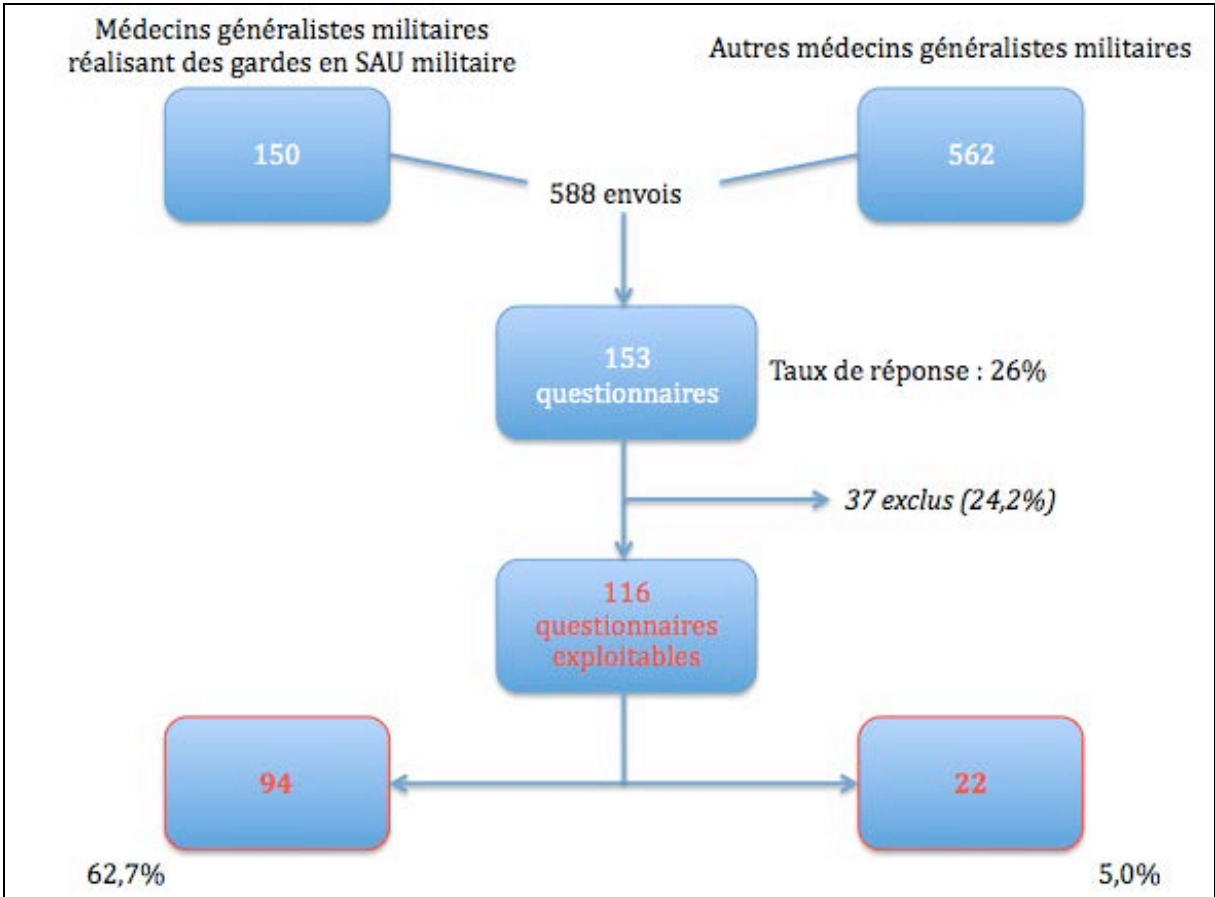 Médecins généralistes militaires
réalisant des gardes en SAU militaire
Autres médecins généralistes militaires
150
562
588 envois
153
questionnaires
Taux de réponse : 26%
37 exclus (24,2%)
116
questionnaires
exploitables
94
22
62,7%
5,0%